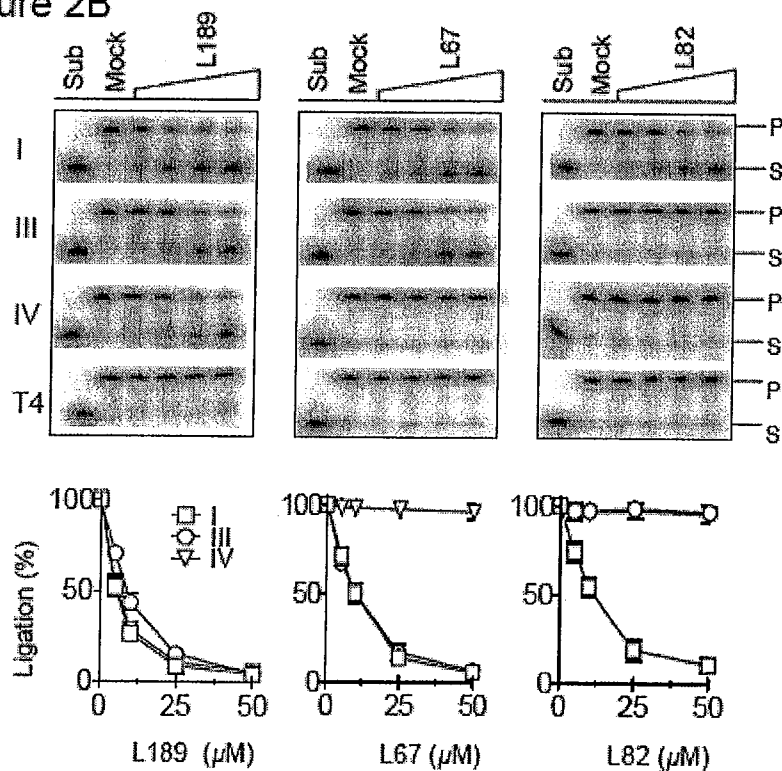 ure 2B
Sub Mock L189 Sub Mock L67 Sub Mock L82
I P
S
III P
S
IV P
S
T4 P
S
Ligation (%)
100 50 0
I
III
IV
0 25 50
L189 (µM)
100 50 0
0 25 50
L67 (µM)
100 50 0
0 25 50
L82 (µM)